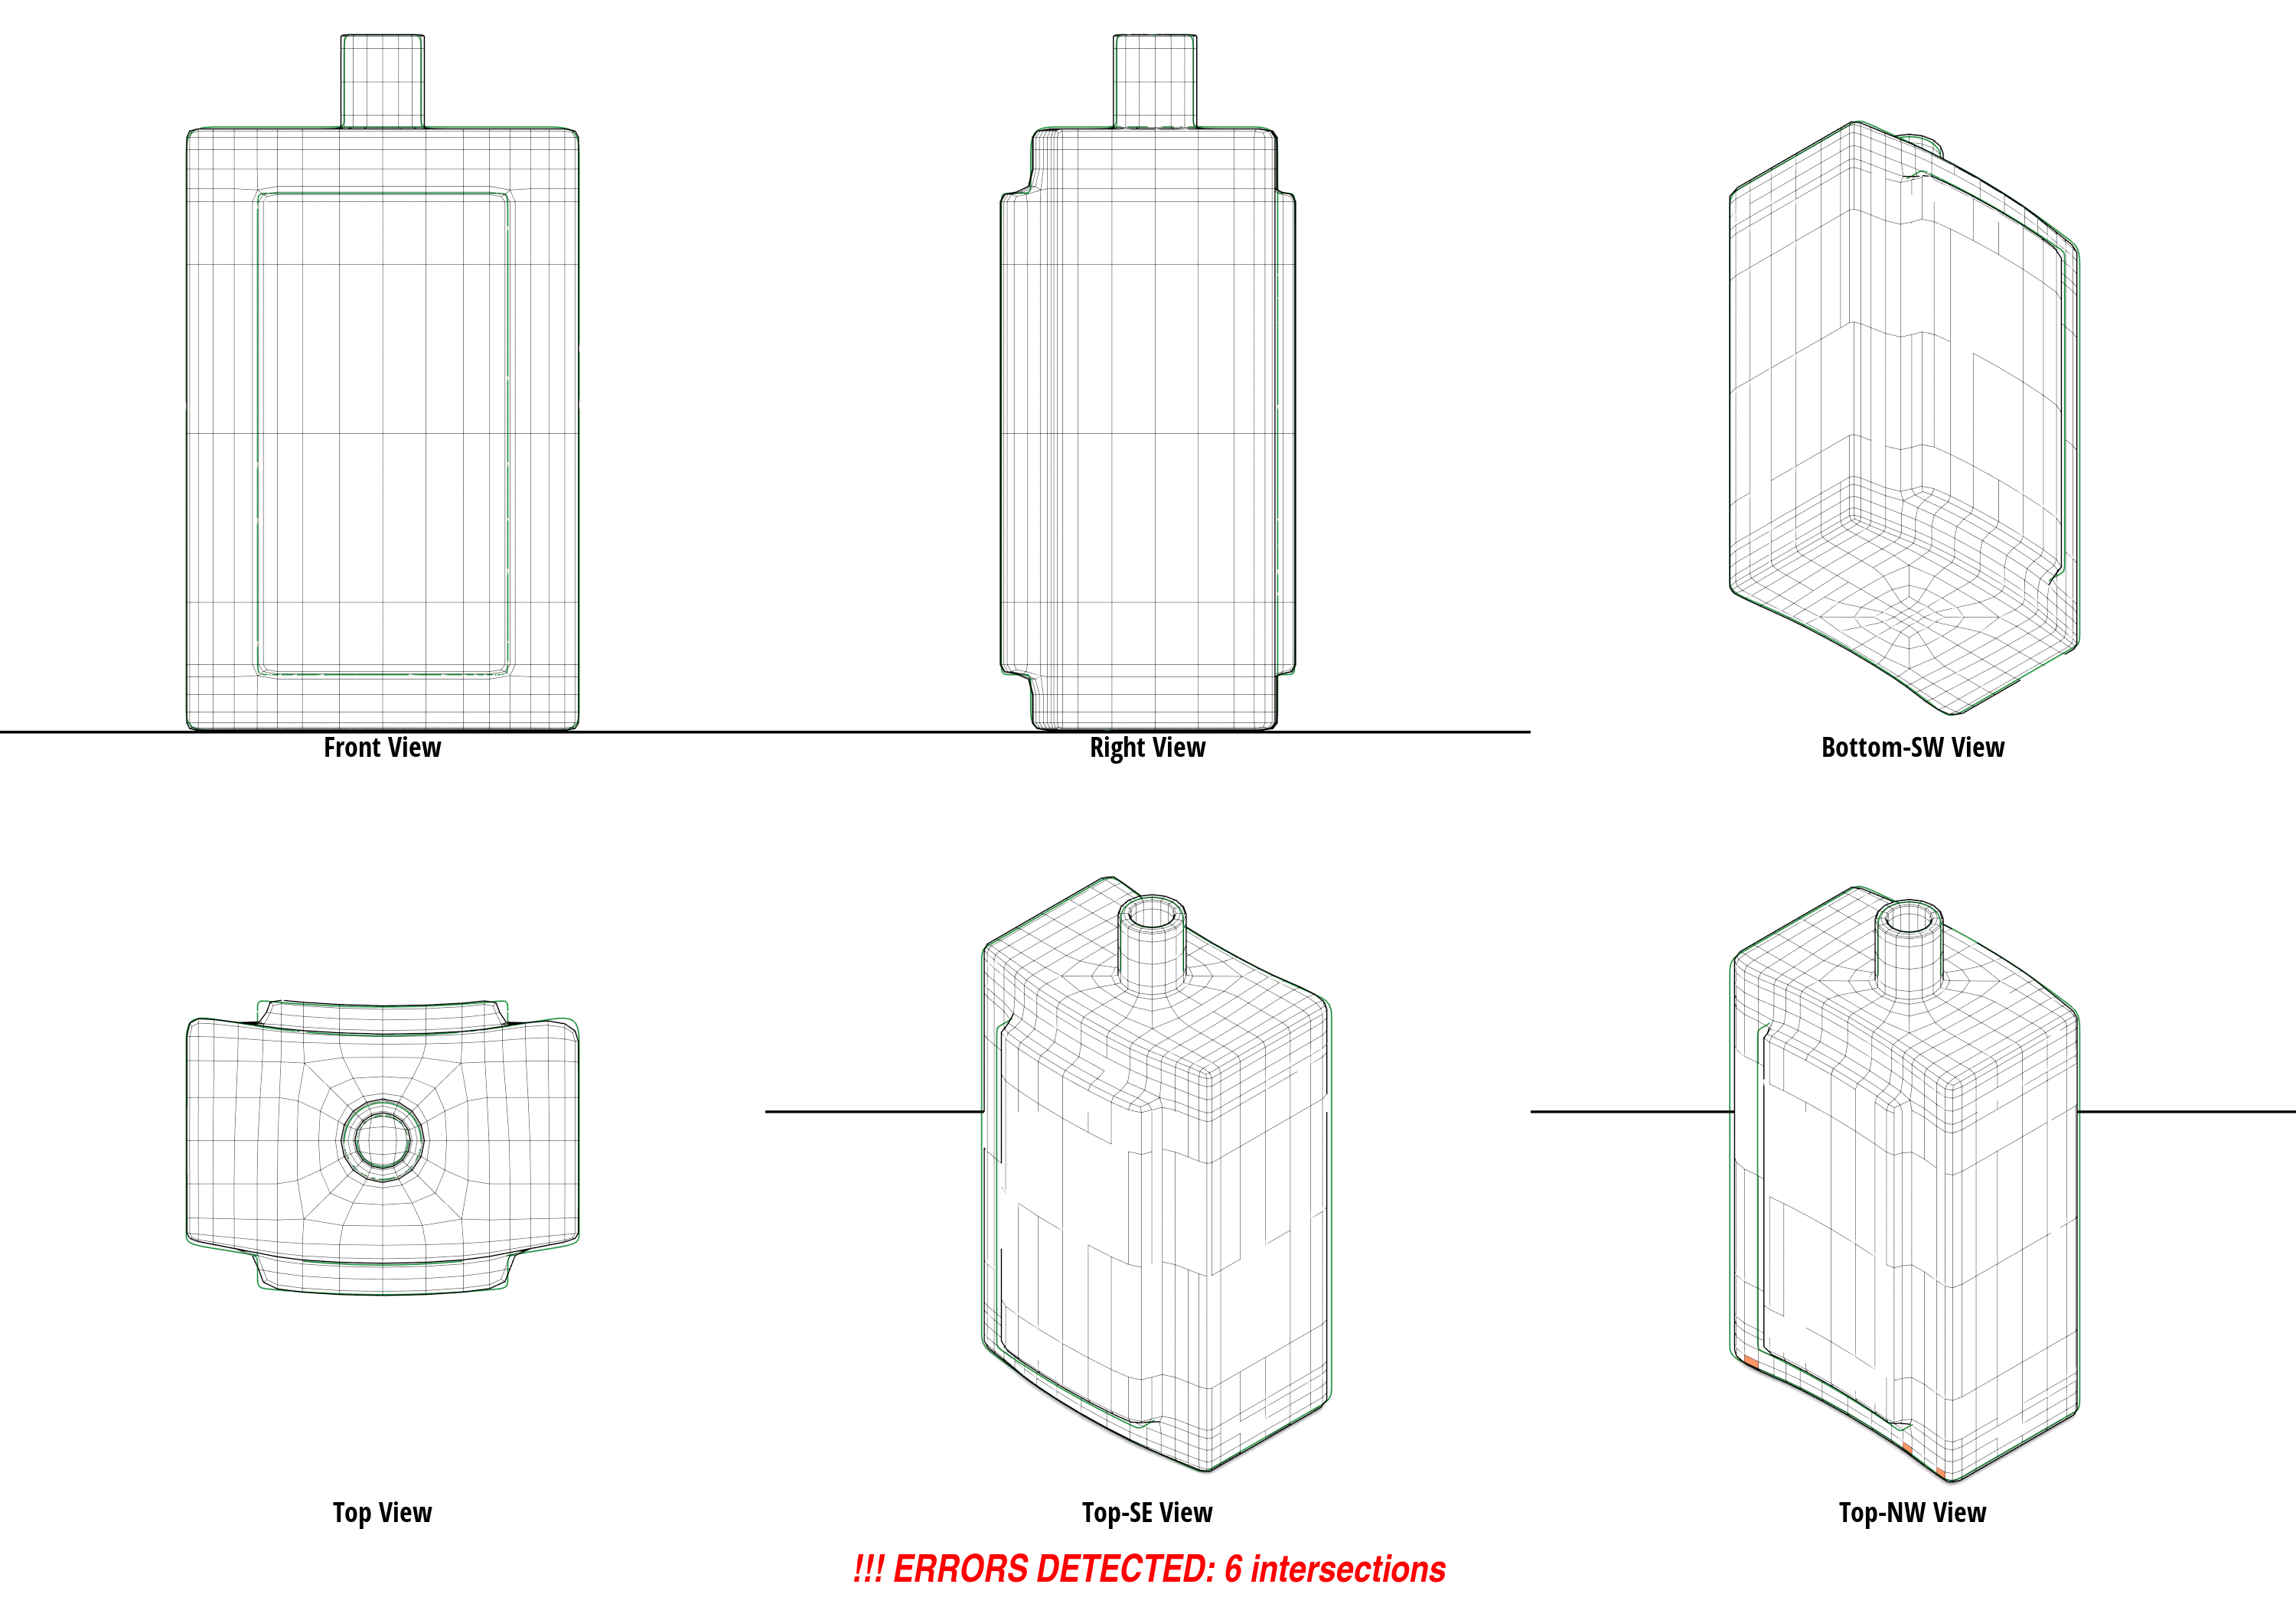 Front View
Right View
Bottom-SW View
Top View
Top-SE View
Top-NW View
!!! ERRORS DETECTED: 6 intersections